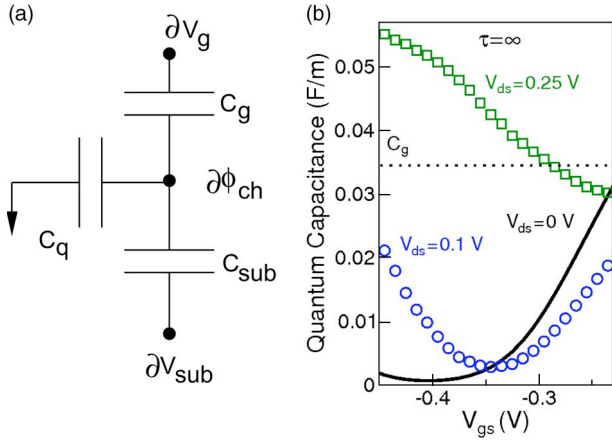 (a)
∂V_g
C_g
∂ϕ_ch
C_q
C_sub
∂V_sub
(b)
Quantum Capacitance (F/m)
0.05
0.04
0.03
0.02
0.01
0
τ=∞
V_ds=0.25 V
C_g
V_ds=0 V
V_ds=0.1 V
-0.4
-0.3
V_gs (V)